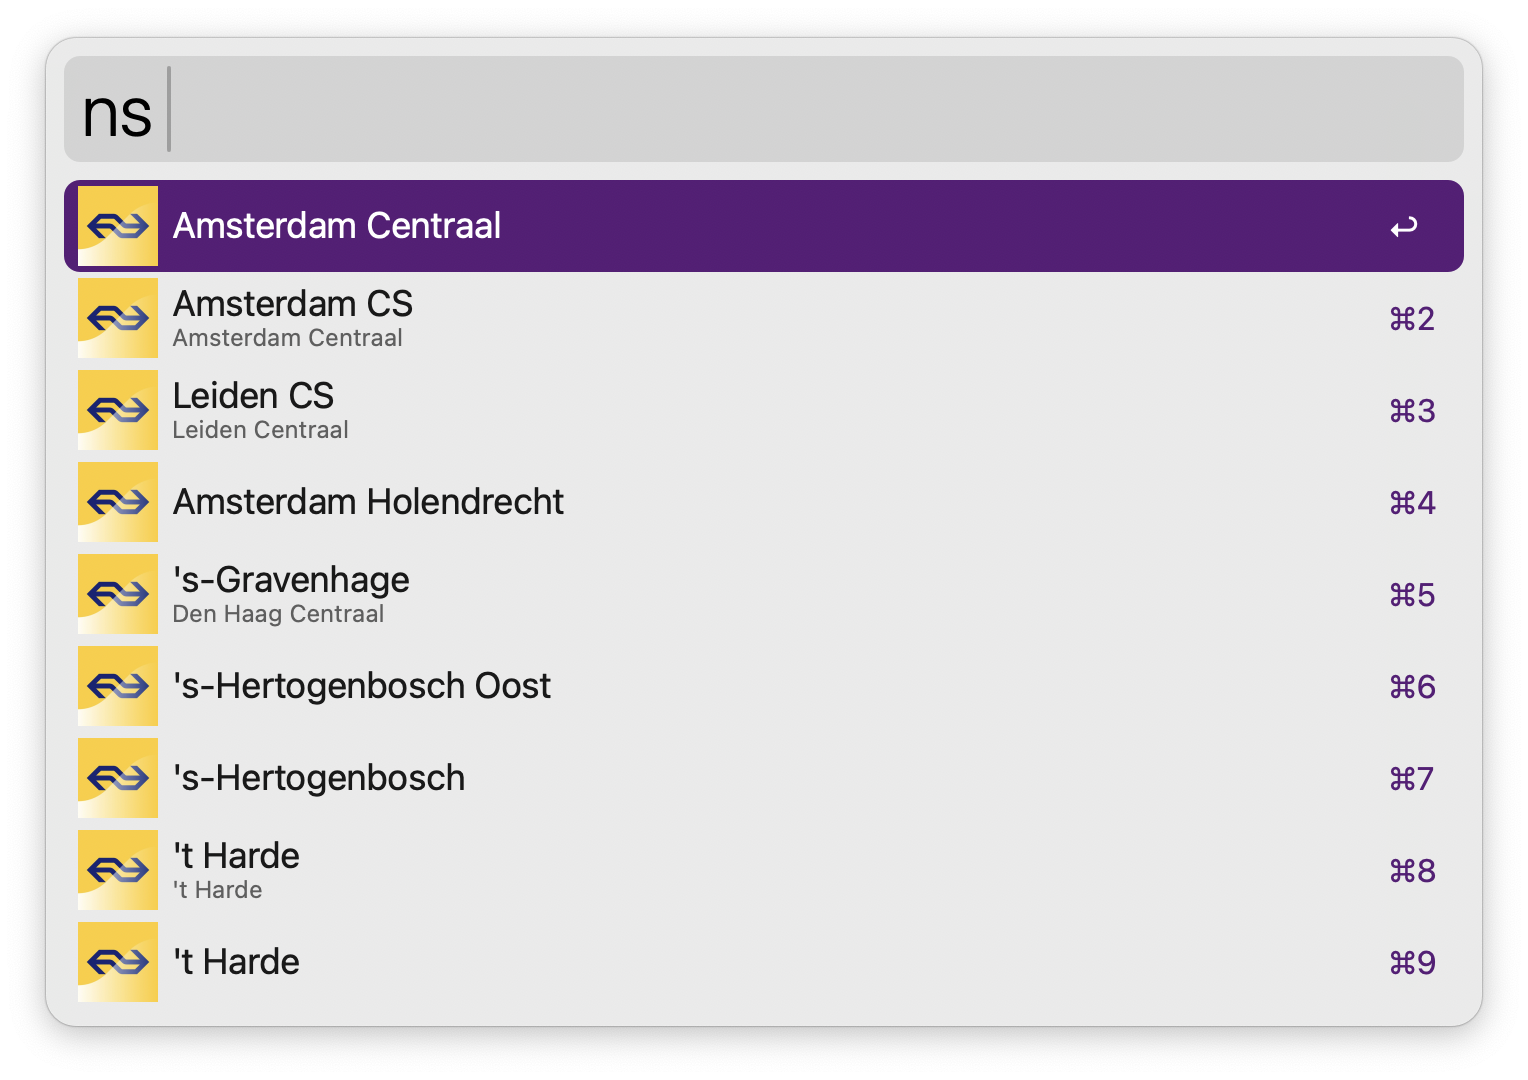 ns
Amsterdam Centraal
Amsterdam CS
Amsterdam Centraal
⌘2
Leiden CS
Leiden Centraal
⌘3
Amsterdam Holendrecht
⌘4
's-Gravenhage
Den Haag Centraal
⌘5
's-Hertogenbosch Oost
⌘6
's-Hertogenbosch
⌘7
't Harde
't Harde
⌘8
't Harde
⌘9